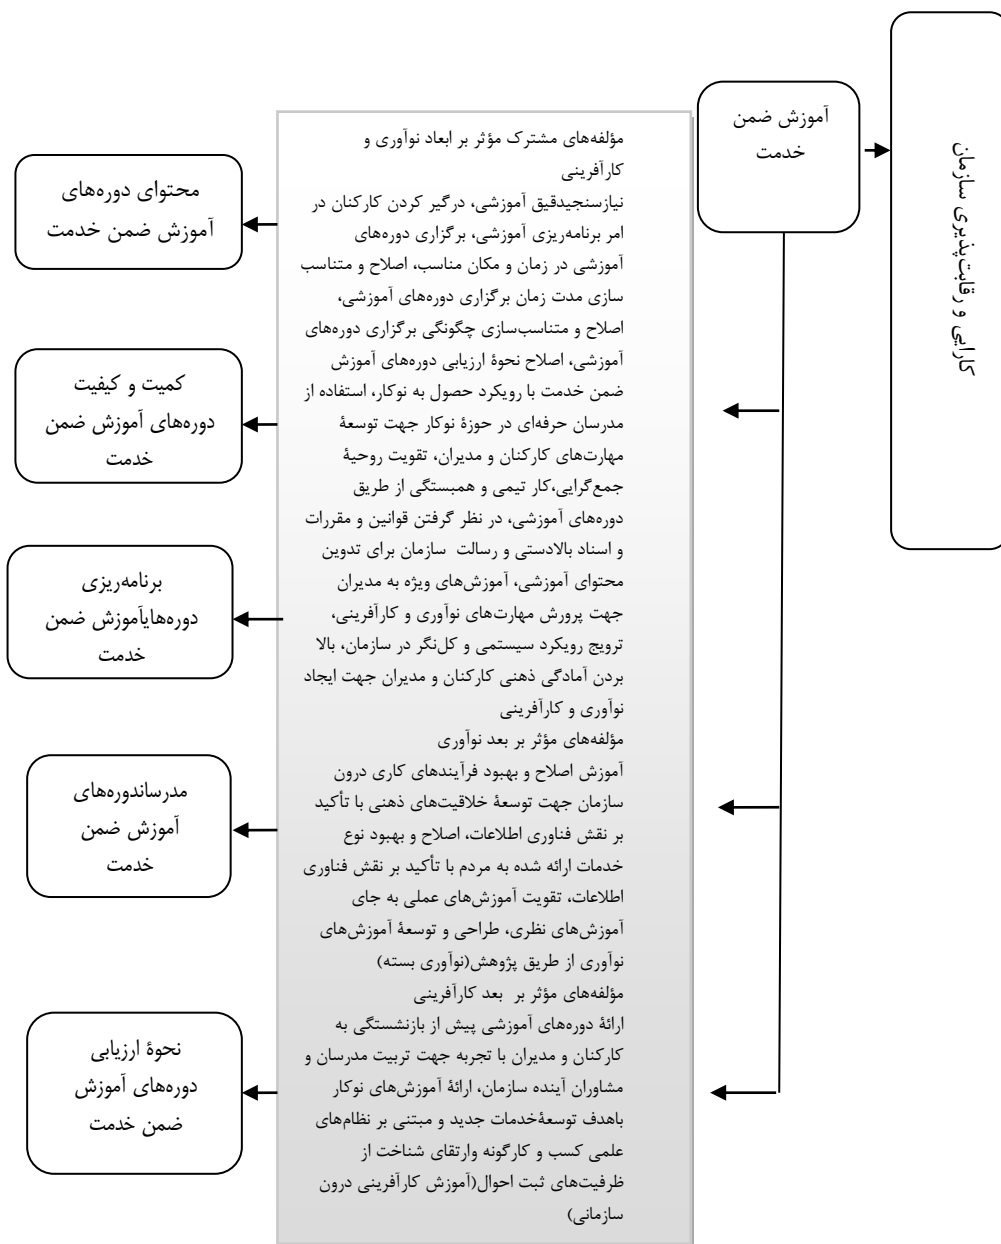 کارایی و رقابت‌پذیری سازمان
آموزش ضمن
خدمت
مؤلفه‌های مشترک مؤثر بر ابعاد نوآوری و
کارآفرینی
نیازسنجیدقیق آموزشی، درگیر کردن کارکنان در
امر برنامه‌ریزی آموزشی، برگزاری دوره‌های
آموزشی در زمان و مکان مناسب، اصلاح و متناسب
سازی مدت زمان برگزاری دوره‌های آموزشی،
اصلاح و متناسب‌سازی چگونگی برگزاری دوره‌های
آموزشی، اصلاح نحوۀ ارزیابی دوره‌های آموزش
ضمن خدمت با رویکرد حصول به نوکار، استفاده از
مدرسان حرفه‌ای در حوزۀ نوکار جهت توسعۀ
مهارت‌های کارکنان و مدیران، تقویت روحیۀ
جمع‌گرایی،کار تیمی و همبستگی از طریق
دوره‌های آموزشی، در نظر گرفتن قوانین و مقررات
و اسناد بالادستی و رسالت سازمان برای تدوین
محتوای آموزشی، آموزش‌های ویژه به مدیران
جهت پرورش مهارت‌های نوآوری و کارآفرینی،
ترویج رویکرد سیستمی و کل‌نگر در سازمان، بالا
بردن آمادگی ذهنی کارکنان و مدیران جهت ایجاد
نوآوری و کارآفرینی
مؤلفه‌های مؤثر بر بعد نوآوری
آموزش اصلاح و بهبود فرآیندهای کاری درون
سازمان جهت توسعۀ خلاقیت‌های ذهنی با تأکید
بر نقش فناوری اطلاعات، اصلاح و بهبود نوع
خدمات ارائه شده به مردم با تأکید بر نقش فناوری
اطلاعات، تقویت آموزش‌های عملی به جای
آموزش‌های نظری، طراحی و توسعۀ آموزش‌های
نوآوری از طریق پژوهش(نوآوری بسته)
مؤلفه‌های مؤثر بر بعد کارآفرینی
ارائۀ دوره‌های آموزشی پیش از بازنشستگی به
کارکنان و مدیران با تجربه جهت تربیت مدرسان و
مشاوران آینده سازمان، ارائۀ آموزش‌های نوکار
باهدف توسعۀخدمات جدید و مبتنی بر نظام‌های
علمی کسب و کارگونه وارتقای شناخت از
ظرفیت‌های ثبت احوال(آموزش کارآفرینی درون
سازمانی)
محتوای دوره‌های
آموزش ضمن خدمت
کمیت و کیفیت
دوره‌های آموزش ضمن
خدمت
برنامه‌ریزی
دوره‌هایآموزش ضمن
خدمت
مدرساندوره‌های
آموزش ضمن
خدمت
نحوۀ ارزیابی
دوره‌های آموزش
ضمن خدمت